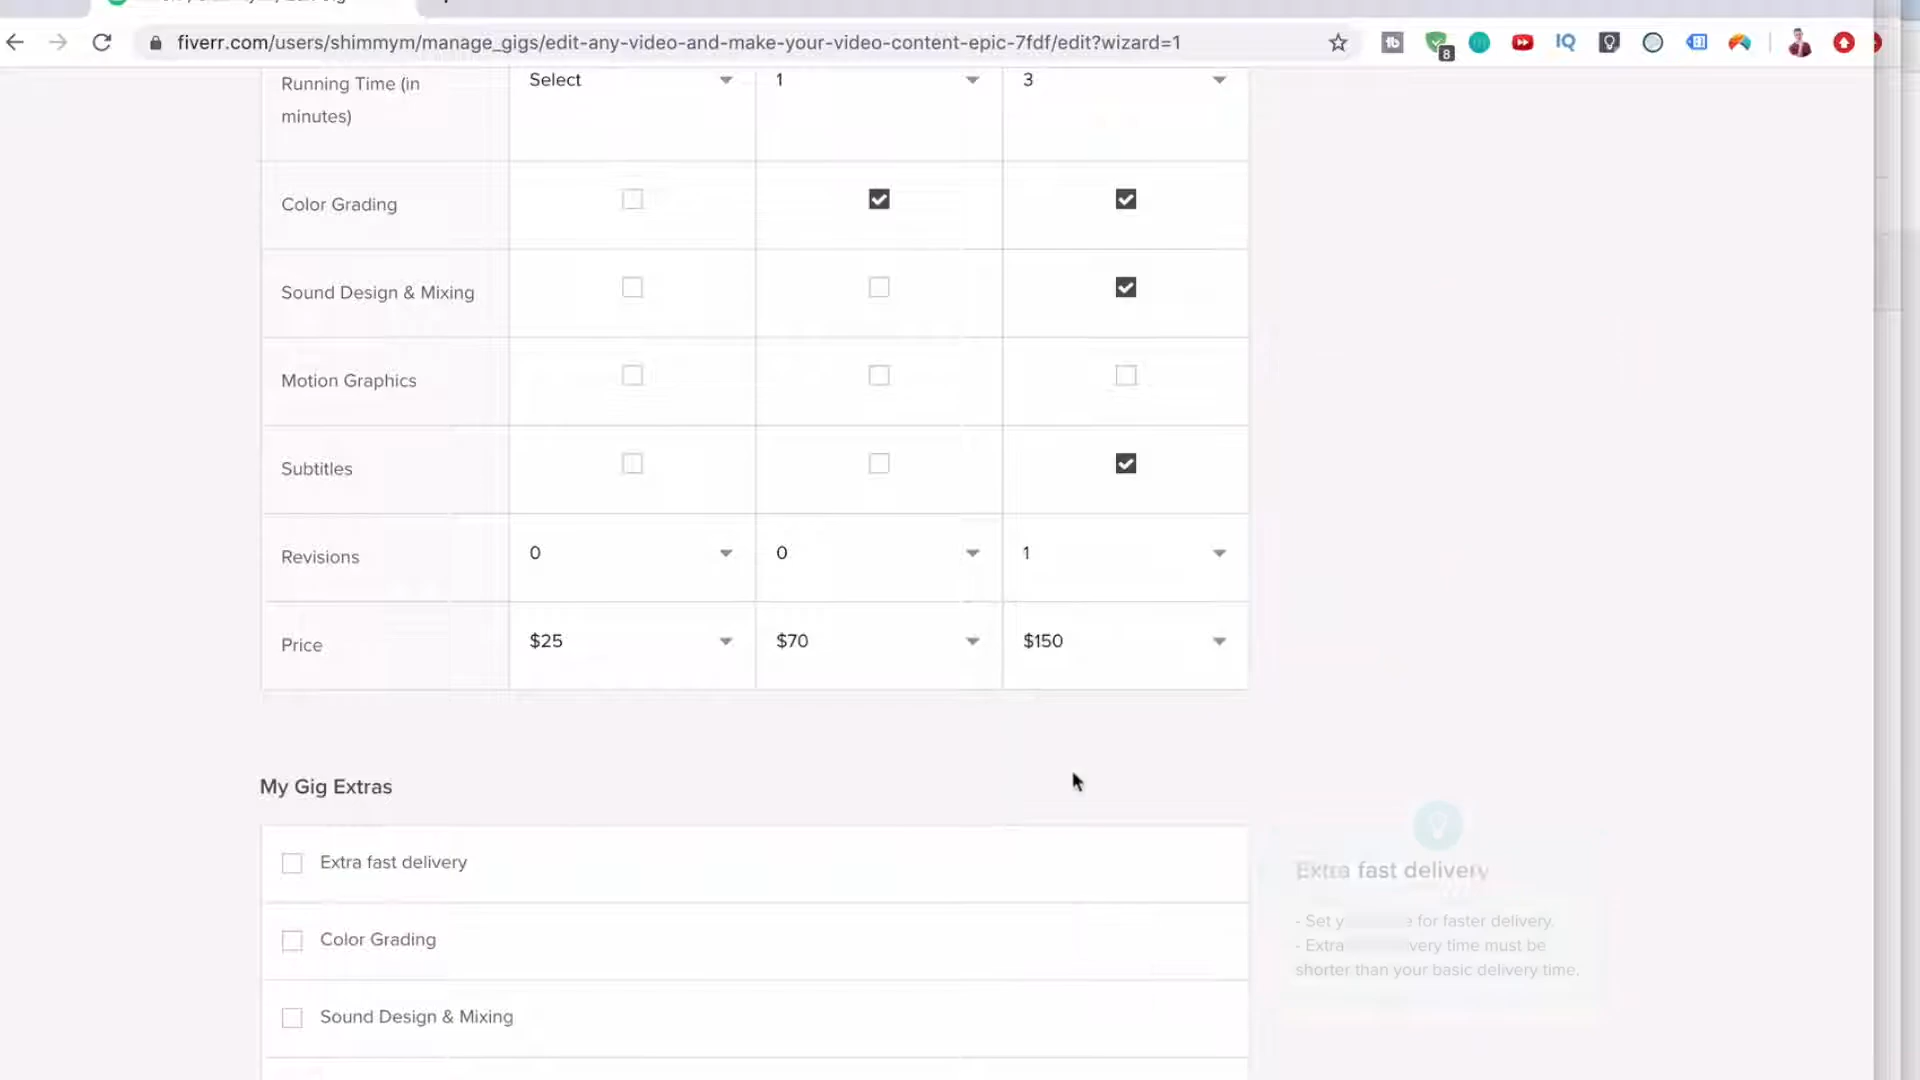 fiverr.com/users/shimmym/manage_gigs/edit-any-video-and-make-your-video-content-epic-7fdf/edit?wizard=1
tb
8
IQ
Running Time (in
minutes)
Select
1
3
Color Grading
Sound Design & Mixing
Motion Graphics
Subtitles
Revisions
0
0
1
Price
$25
$70
$150
My Gig Extras
Extra fast delivery
Color Grading
Sound Design & Mixing
Extra fast delivery
- Set for faster delivery.
- Extra time must be
shorter than your basic delivery time.